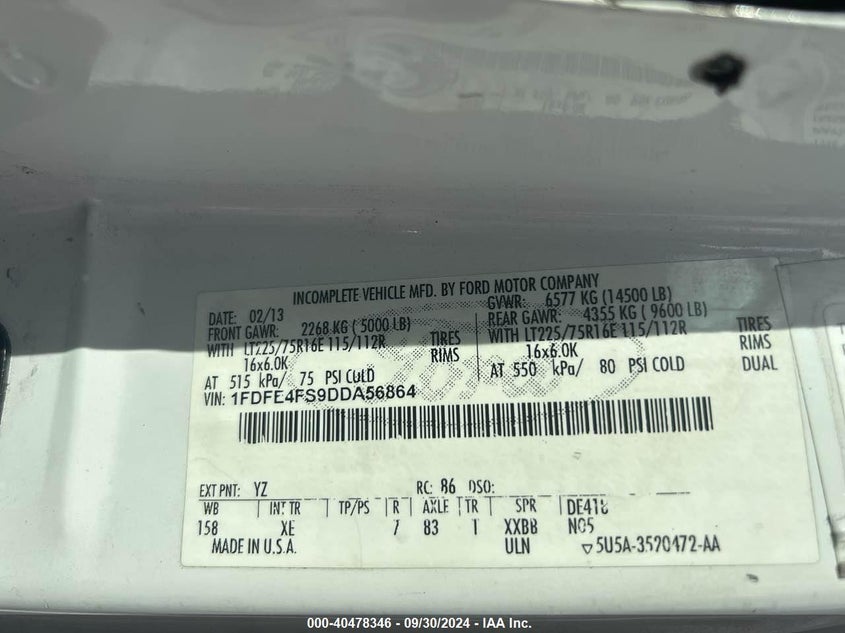 INCOMPLETE VEHICLE MFD. BY FORD MOTOR COMPANY
DATE: 02/13 GVWR: 6577 KG (14500 LB)
FRONT GAWR: 2268 KG ( 5000 LB) REAR GAWR: 4355 KG ( 9600 LB)
WITH LT225/75R16E 115/112R TIRES WITH LT225/75R16E 115/112R TIRES
16x6.0K RIMS 16x6.0K RIMS
AT 515 kPa/ 75 PSI COLD AT 550 kPa/ 80 PSI COLD DUAL
VIN: 1FDFE4FS9DDA56864
EXT PNT: YZ RC: 86 DSO:
WB INT TR TP/PS R AXLE TR SPR DE418
158 XE 7 83 T XXBB N05
MADE IN U.S.A. ULN ▽5U5A-3520472-AA
000-40478346 - 09/30/2024 - IAA Inc.